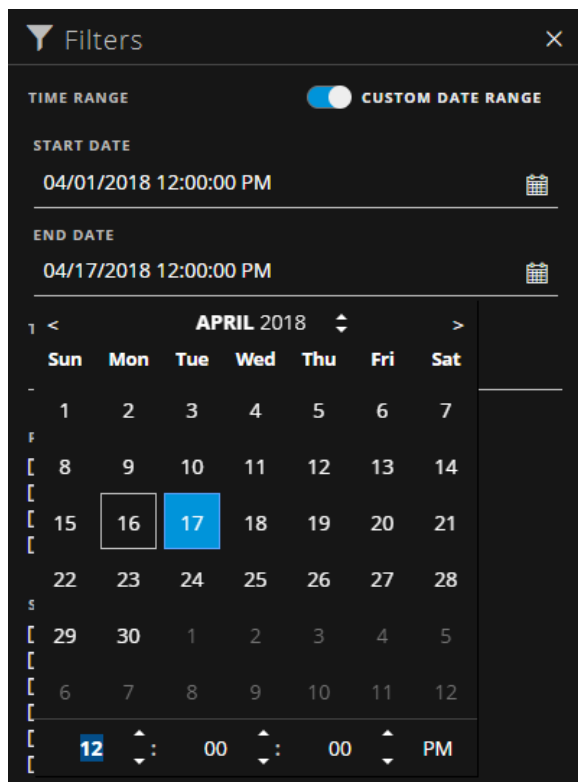 Filters
TIME RANGE CUSTOM DATE RANGE
START DATE
04/01/2018 12:00:00 PM
END DATE
04/17/2018 12:00:00 PM
< APRIL 2018 >
Sun Mon Tue Wed Thu Fri Sat
1 2 3 4 5 6 7
8 9 10 11 12 13 14
15 16 17 18 19 20 21
22 23 24 25 26 27 28
29 30 1 2 3 4 5
6 7 8 9 10 11 12
12 : 00 : 00 PM